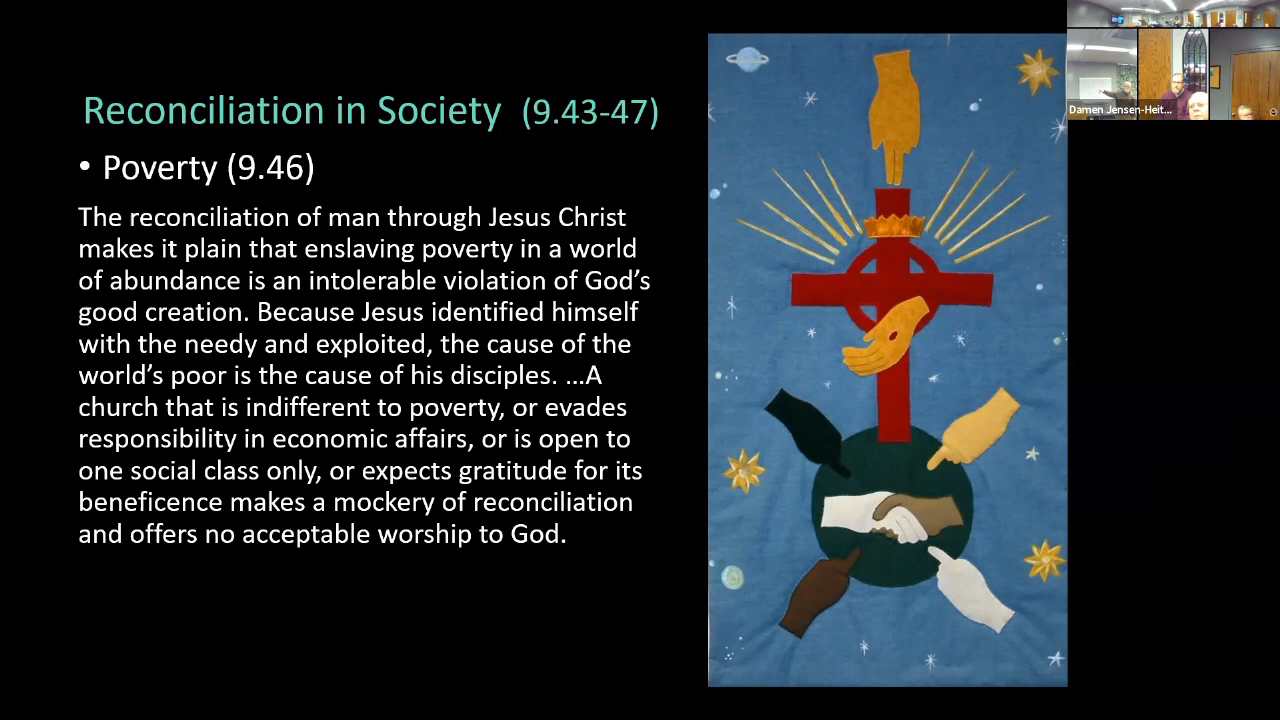 Reconciliation in Society (9.43-47)
• Poverty (9.46)
The reconciliation of man through Jesus Christ
makes it plain that enslaving poverty in a world
of abundance is an intolerable violation of God’s
good creation. Because Jesus identified himself
with the needy and exploited, the cause of the
world’s poor is the cause of his disciples. …A
church that is indifferent to poverty, or evades
responsibility in economic affairs, or is open to
one social class only, or expects gratitude for its
beneficence makes a mockery of reconciliation
and offers no acceptable worship to God.
Damen Jensen-Heit...